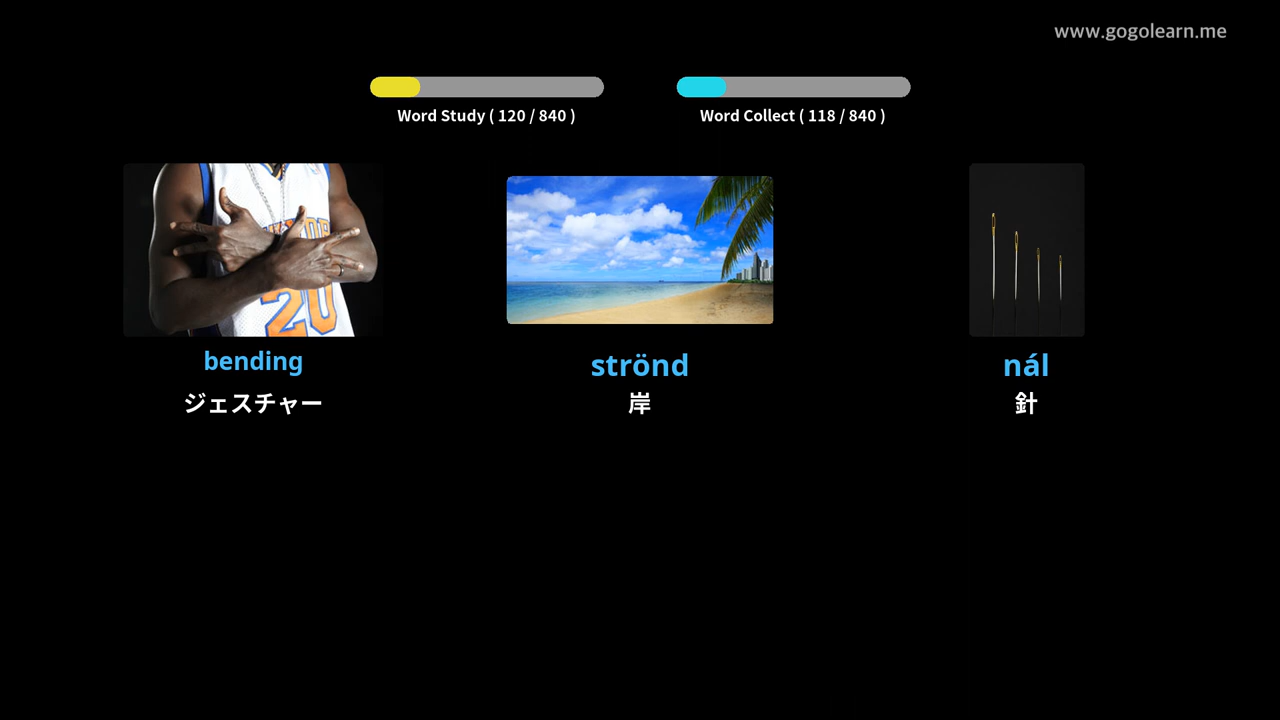 www.gogolearn.me
Word Study ( 120 / 840 )
Word Collect ( 118 / 840 )
20
bending
ジェスチャー
strönd
岸
nál
針